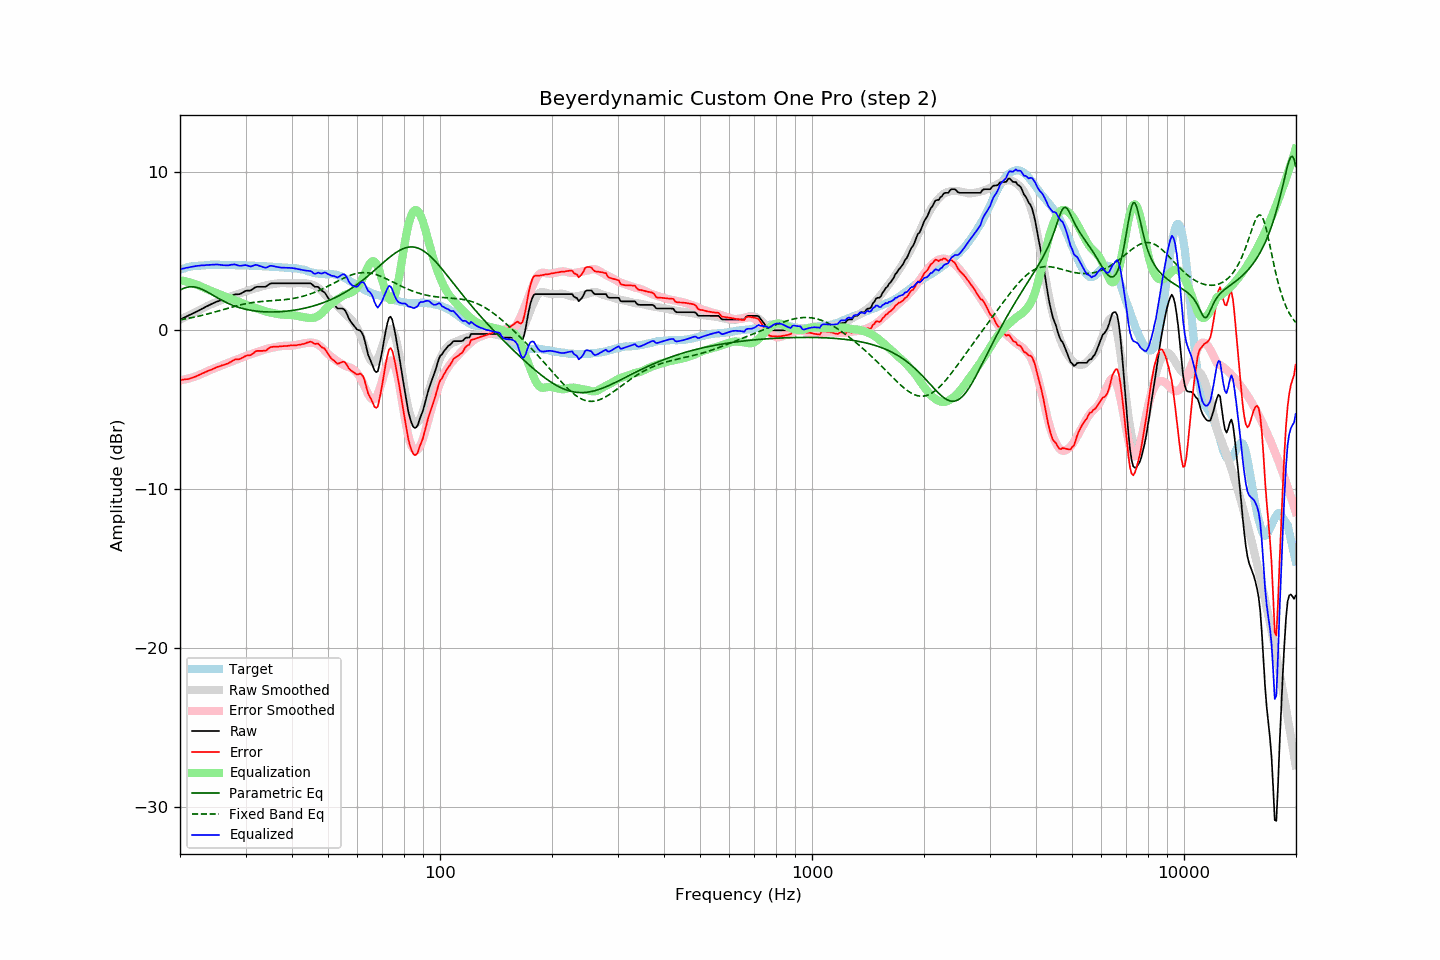 Beyerdynamic Custom One Pro (step 2)
10
0
−10
−20
−30
Amplitude (dBr)
Target
Raw Smoothed
Error Smoothed
Raw
Error
Equalization
Parametric Eq
Fixed Band Eq
Equalized
100
1000
10000
Frequency (Hz)